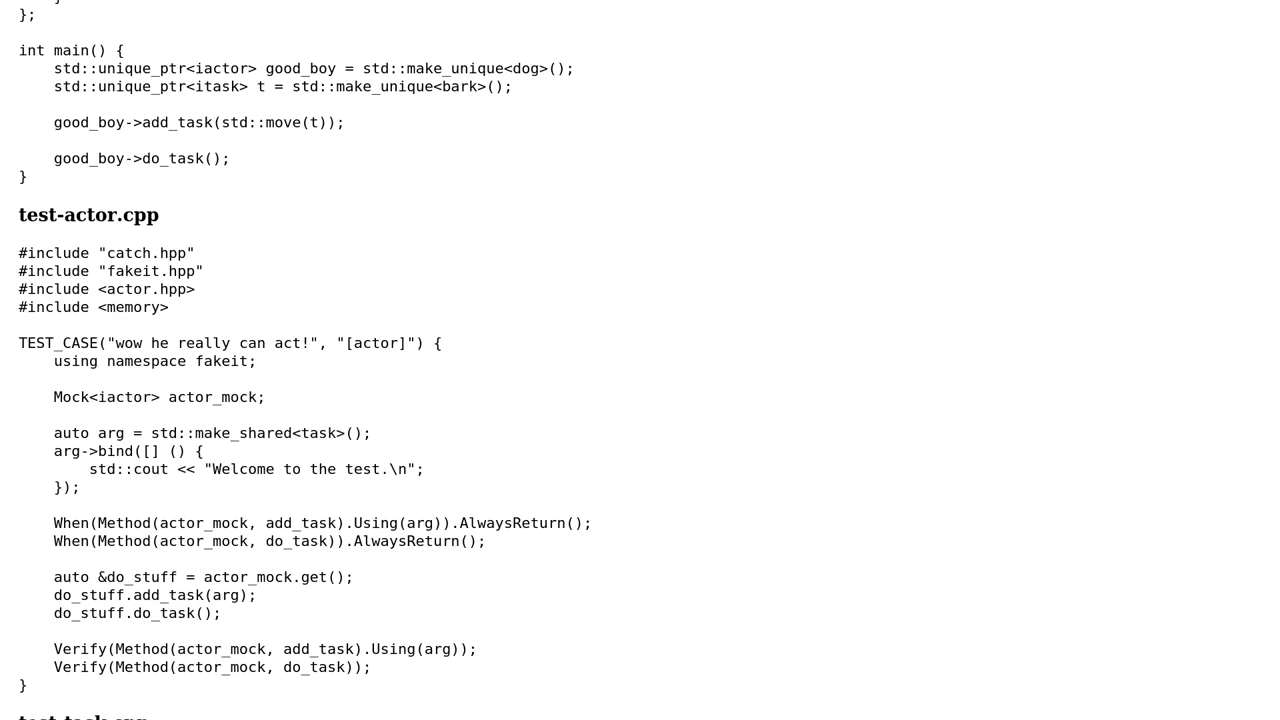 };
int main() {
    std::unique_ptr<iactor> good_boy = std::make_unique<dog>();
    std::unique_ptr<itask> t = std::make_unique<bark>();
    good_boy->add_task(std::move(t));
    good_boy->do_task();
}
test-actor.cpp
#include "catch.hpp"
#include "fakeit.hpp"
#include <actor.hpp>
#include <memory>
TEST_CASE("wow he really can act!", "[actor]") {
    using namespace fakeit;
    Mock<iactor> actor_mock;
    auto arg = std::make_shared<task>();
    arg->bind([] () {
        std::cout << "Welcome to the test.\n";
    });
    When(Method(actor_mock, add_task).Using(arg)).AlwaysReturn();
    When(Method(actor_mock, do_task)).AlwaysReturn();
    auto &do_stuff = actor_mock.get();
    do_stuff.add_task(arg);
    do_stuff.do_task();
    Verify(Method(actor_mock, add_task).Using(arg));
    Verify(Method(actor_mock, do_task));
}